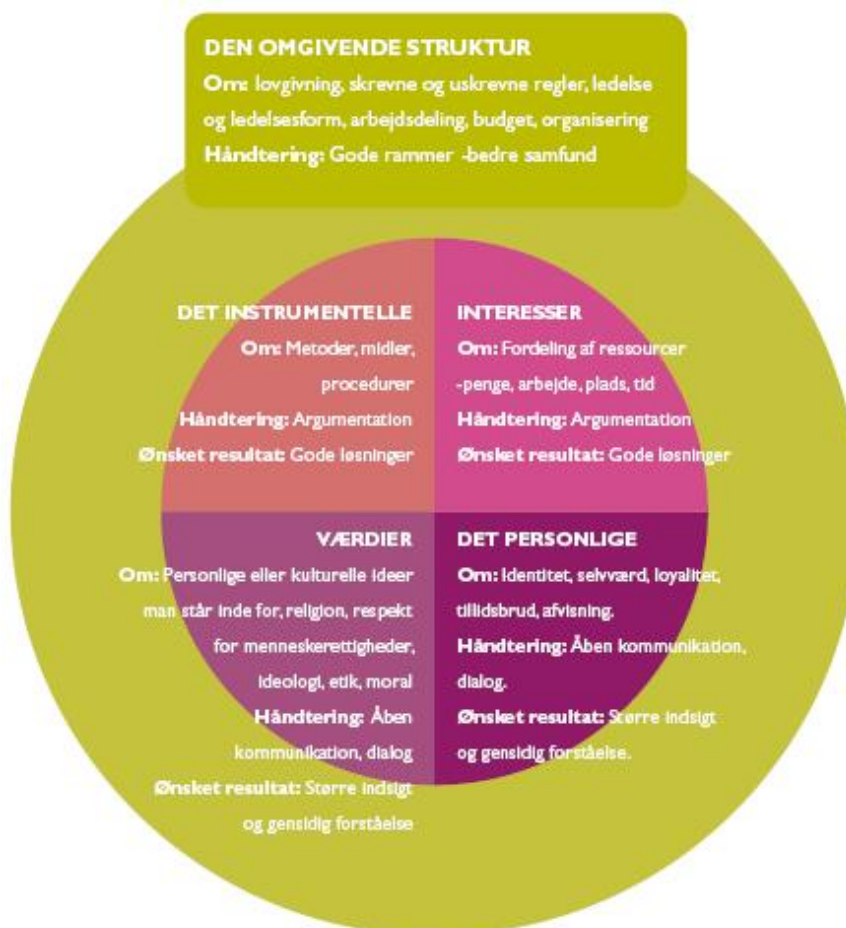 DEN OMGIVENDE STRUKTUR
Om: lovgivning, skrevne og uskrevne regler, ledelse
og ledelsesform, arbejdsdeling, budget, organisering
Håndtering: Gode rammer -bedre samfund
DET INSTRUMENTELLE
Om: Metoder, midler,
procedurer
Håndtering: Argumentation
Ønsket resultat: Gode løsninger
INTERESSER
Om: Fordeling af ressourcer
-penge, arbejde, plads, tid
Håndtering: Argumentation
Ønsket resultat: Gode løsninger
VÆRDIER
Om: Personlige eller kulturelle ideer
man står inde for, religion, respekt
for menneskerettigheder,
ideologi, etik, moral
Håndtering: Åben
kommunikation, dialog
Ønsket resultat: Større indsigt
og gensidig forståelse
DET PERSONLIGE
Om: Identitet, selvværd, loyalitet,
tillidsbrud, afvisning.
Håndtering: Åben kommunikation,
dialog.
Ønsket resultat: Større indsigt
og gensidig forståelse.